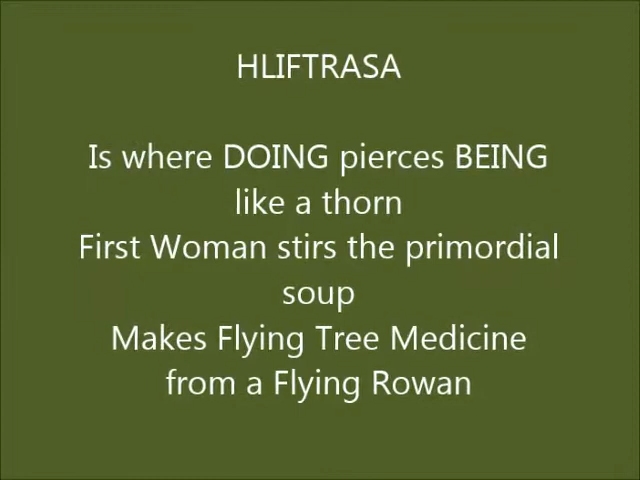 HLIFTRASA
Is where DOING pierces BEING
like a thorn
First Woman stirs the primordial
soup
Makes Flying Tree Medicine
from a Flying Rowan